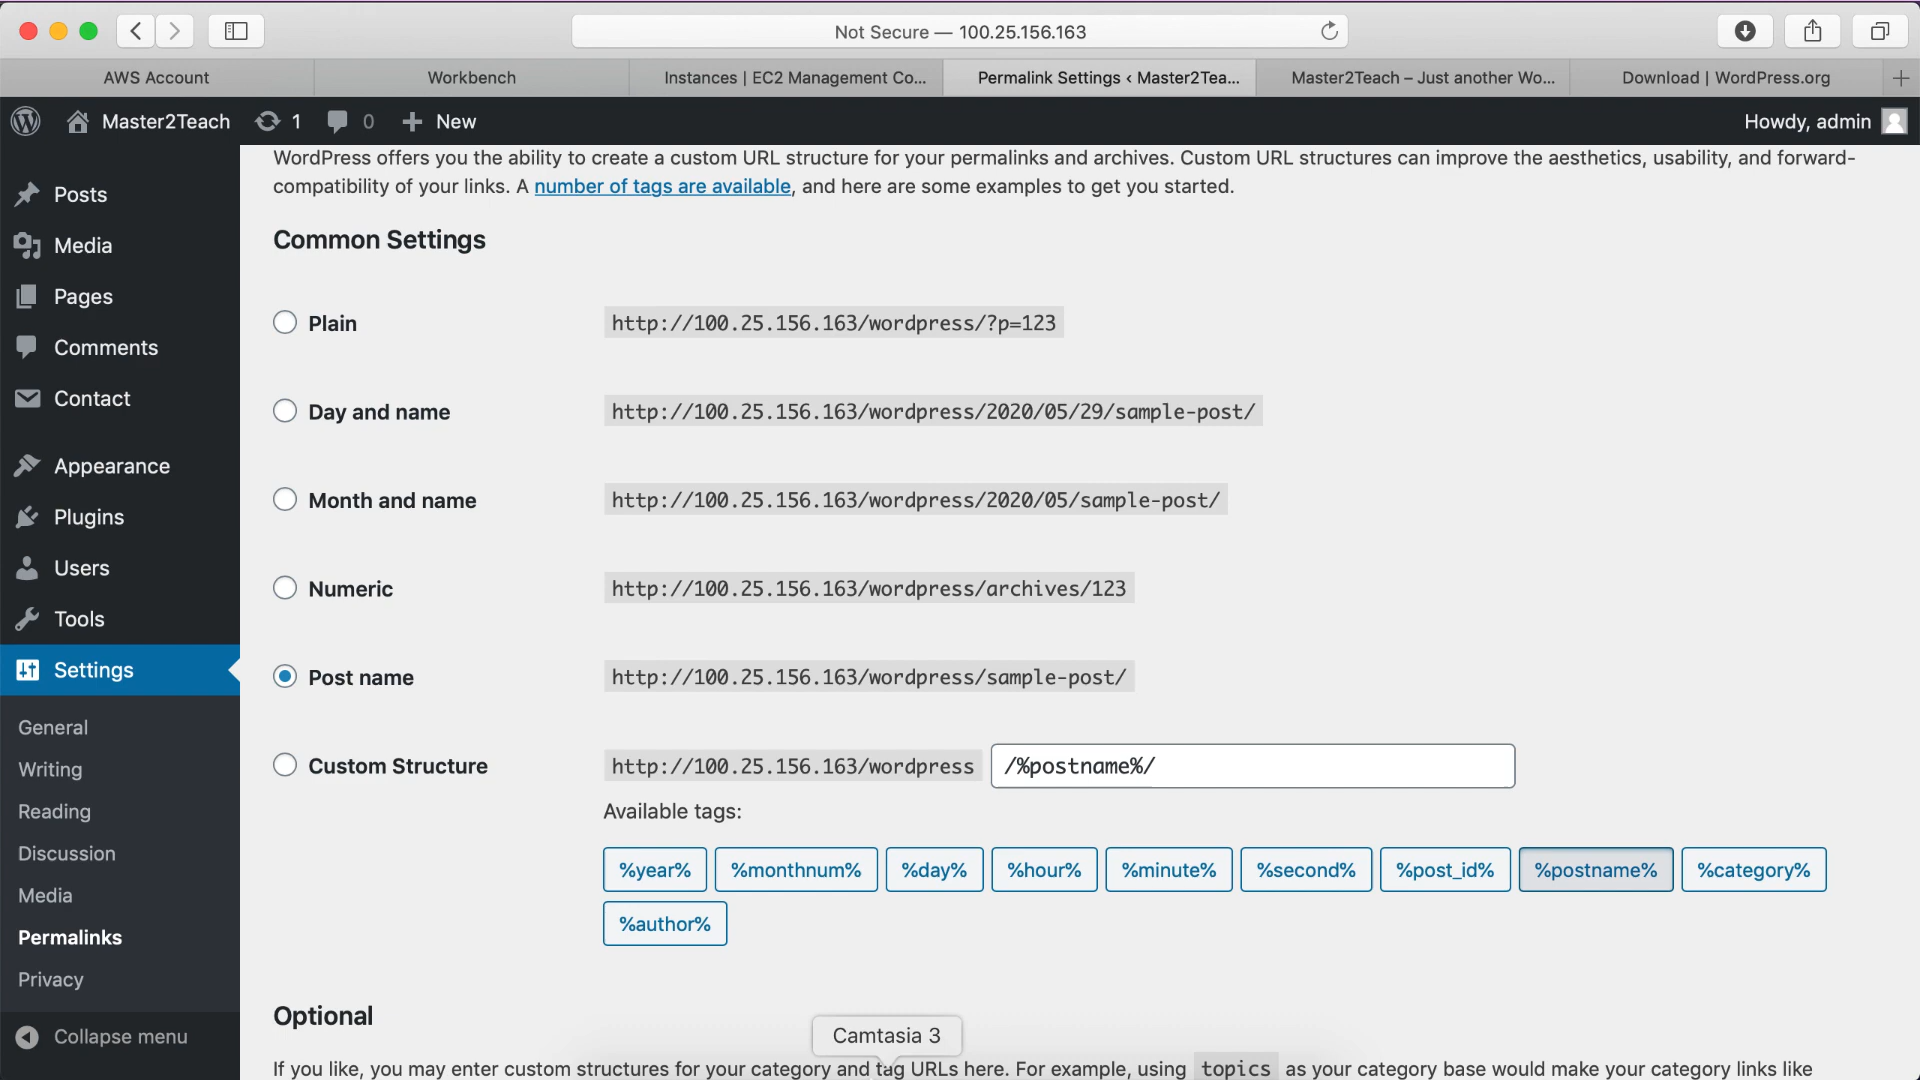 Not Secure — 100.25.156.163
AWS Account
Workbench
Instances | EC2 Management Co...
Permalink Settings ‹ Master2Tea...
Master2Teach – Just another Wo...
Download | WordPress.org
Master2Teach
1
0
New
Howdy, admin
Posts
Media
Pages
Comments
Contact
Appearance
Plugins
Users
Tools
Settings
General
Writing
Reading
Discussion
Media
Permalinks
Privacy
Collapse menu
WordPress offers you the ability to create a custom URL structure for your permalinks and archives. Custom URL structures can improve the aesthetics, usability, and forward-
compatibility of your links. A number of tags are available, and here are some examples to get you started.
Common Settings
Plain
http://100.25.156.163/wordpress/?p=123
Day and name
http://100.25.156.163/wordpress/2020/05/29/sample-post/
Month and name
http://100.25.156.163/wordpress/2020/05/sample-post/
Numeric
http://100.25.156.163/wordpress/archives/123
Post name
http://100.25.156.163/wordpress/sample-post/
Custom Structure
http://100.25.156.163/wordpress
/%postname%/
Available tags:
%year%
%monthnum%
%day%
%hour%
%minute%
%second%
%post_id%
%postname%
%category%
%author%
Optional
Camtasia 3
If you like, you may enter custom structures for your category and tag URLs here. For example, using topics as your category base would make your category links like